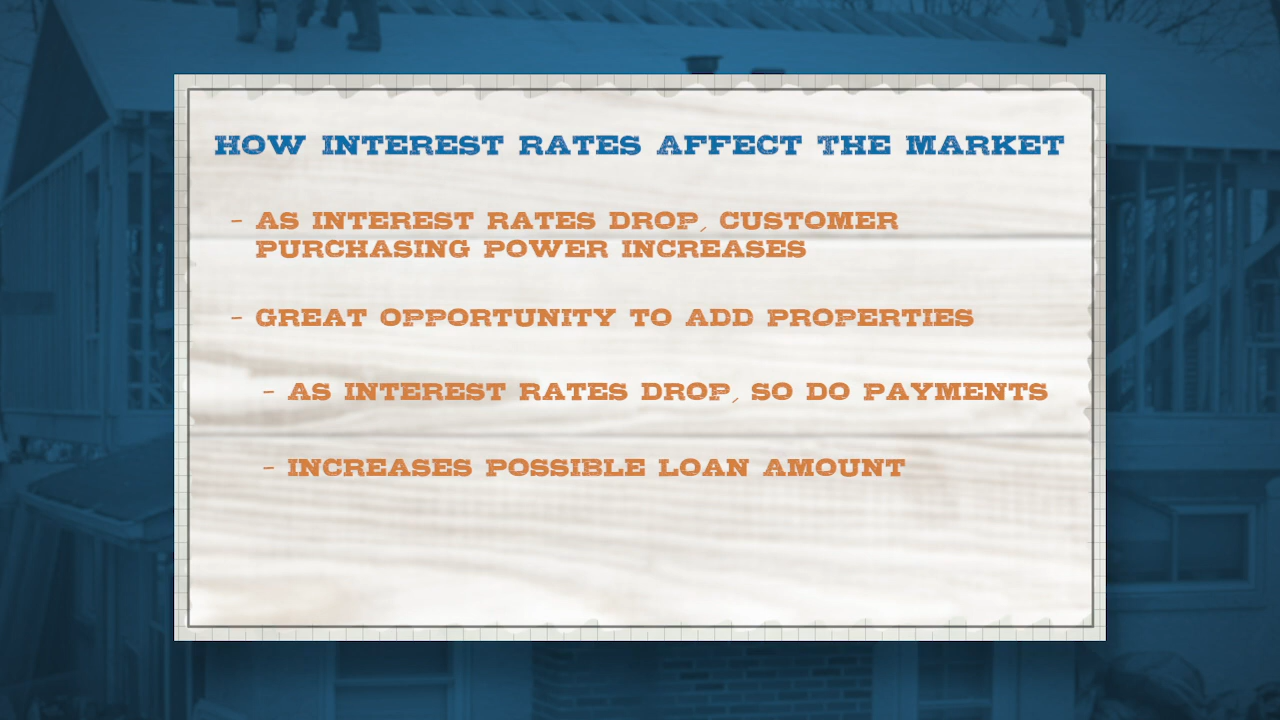 HOW INTEREST RATES AFFECT THE MARKET
- AS INTEREST RATES DROP, CUSTOMER
PURCHASING POWER INCREASES
- GREAT OPPORTUNITY TO ADD PROPERTIES
- AS INTEREST RATES DROP, SO DO PAYMENTS
- INCREASES POSSIBLE LOAN AMOUNT